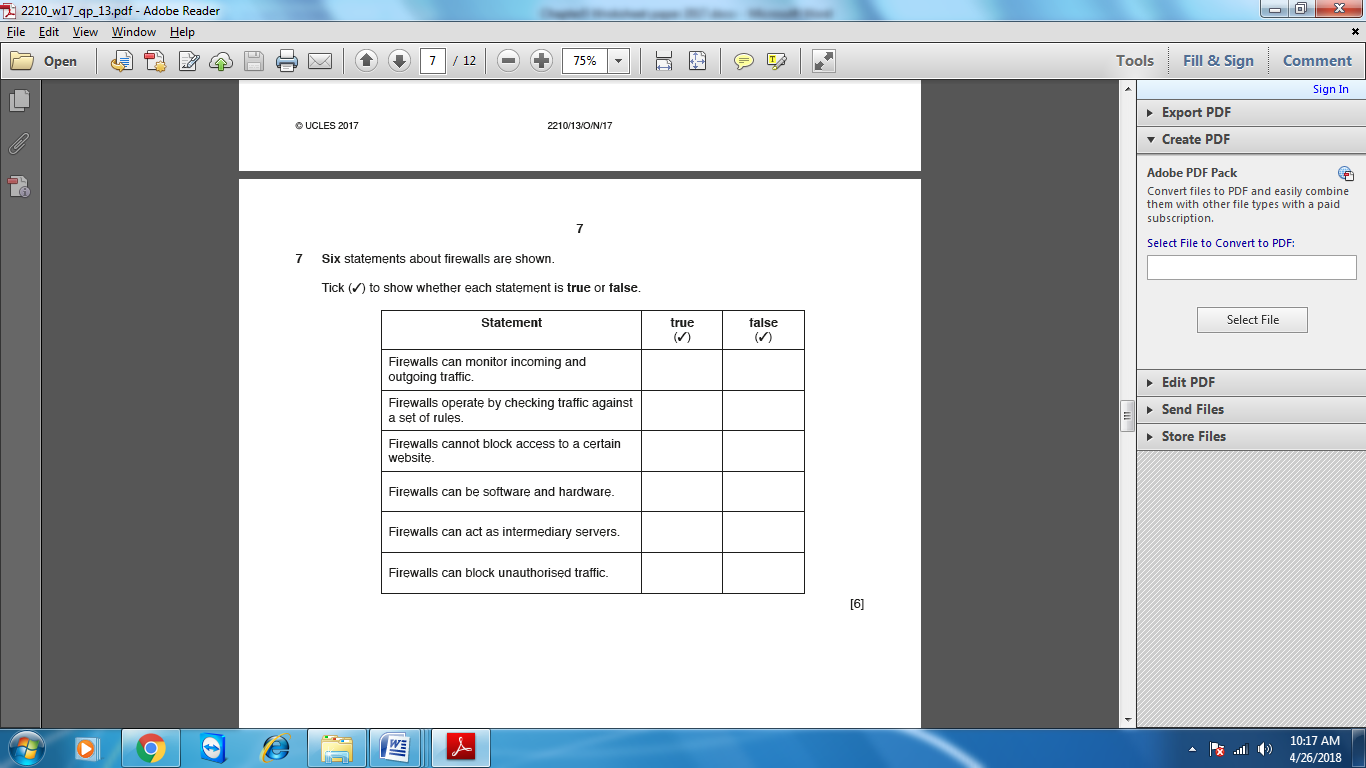 2210_w17_qp_13.pdf - Adobe Reader
File Edit View Window Help
Open 7 / 12 75% Tools Fill & Sign Comment
Sign In
Export PDF
Create PDF
Adobe PDF Pack
Convert files to PDF and easily combine
them with other file types with a paid
subscription.
Select File to Convert to PDF:
Select File
Edit PDF
Send Files
Store Files
© UCLES 2017 2210/13/O/N/17
7
7 Six statements about firewalls are shown.
Tick (✓) to show whether each statement is true or false.
Statement true false
(✓) (✓)
Firewalls can monitor incoming and
outgoing traffic.
Firewalls operate by checking traffic against
a set of rules.
Firewalls cannot block access to a certain
website.
Firewalls can be software and hardware.
Firewalls can act as intermediary servers.
Firewalls can block unauthorised traffic.
[6]
10:17 AM
4/26/2018